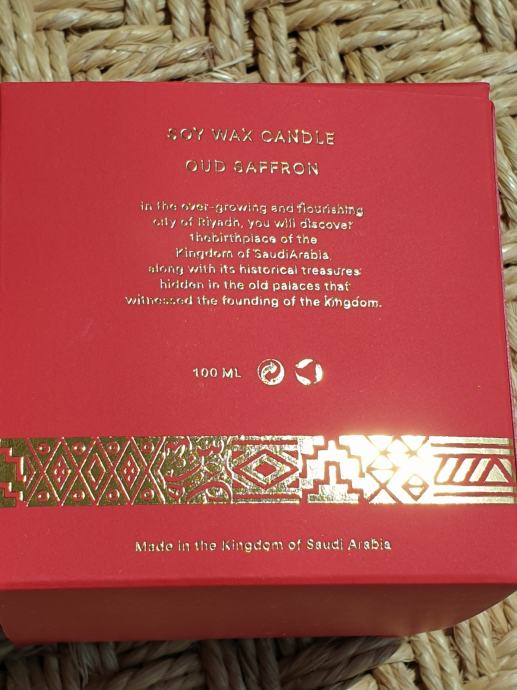 SOY WAX CANDLE
OUD SAFFRON
In the ever-growing and flourishing
city of Riyadh, you will discover
thebirthplace of the
Kingdom of SaudiArabia,
along with its historical treasures
hidden in the old palaces that
witnessed the founding of the kingdom.
100 ML
Made in the Kingdom of Saudi Arabia